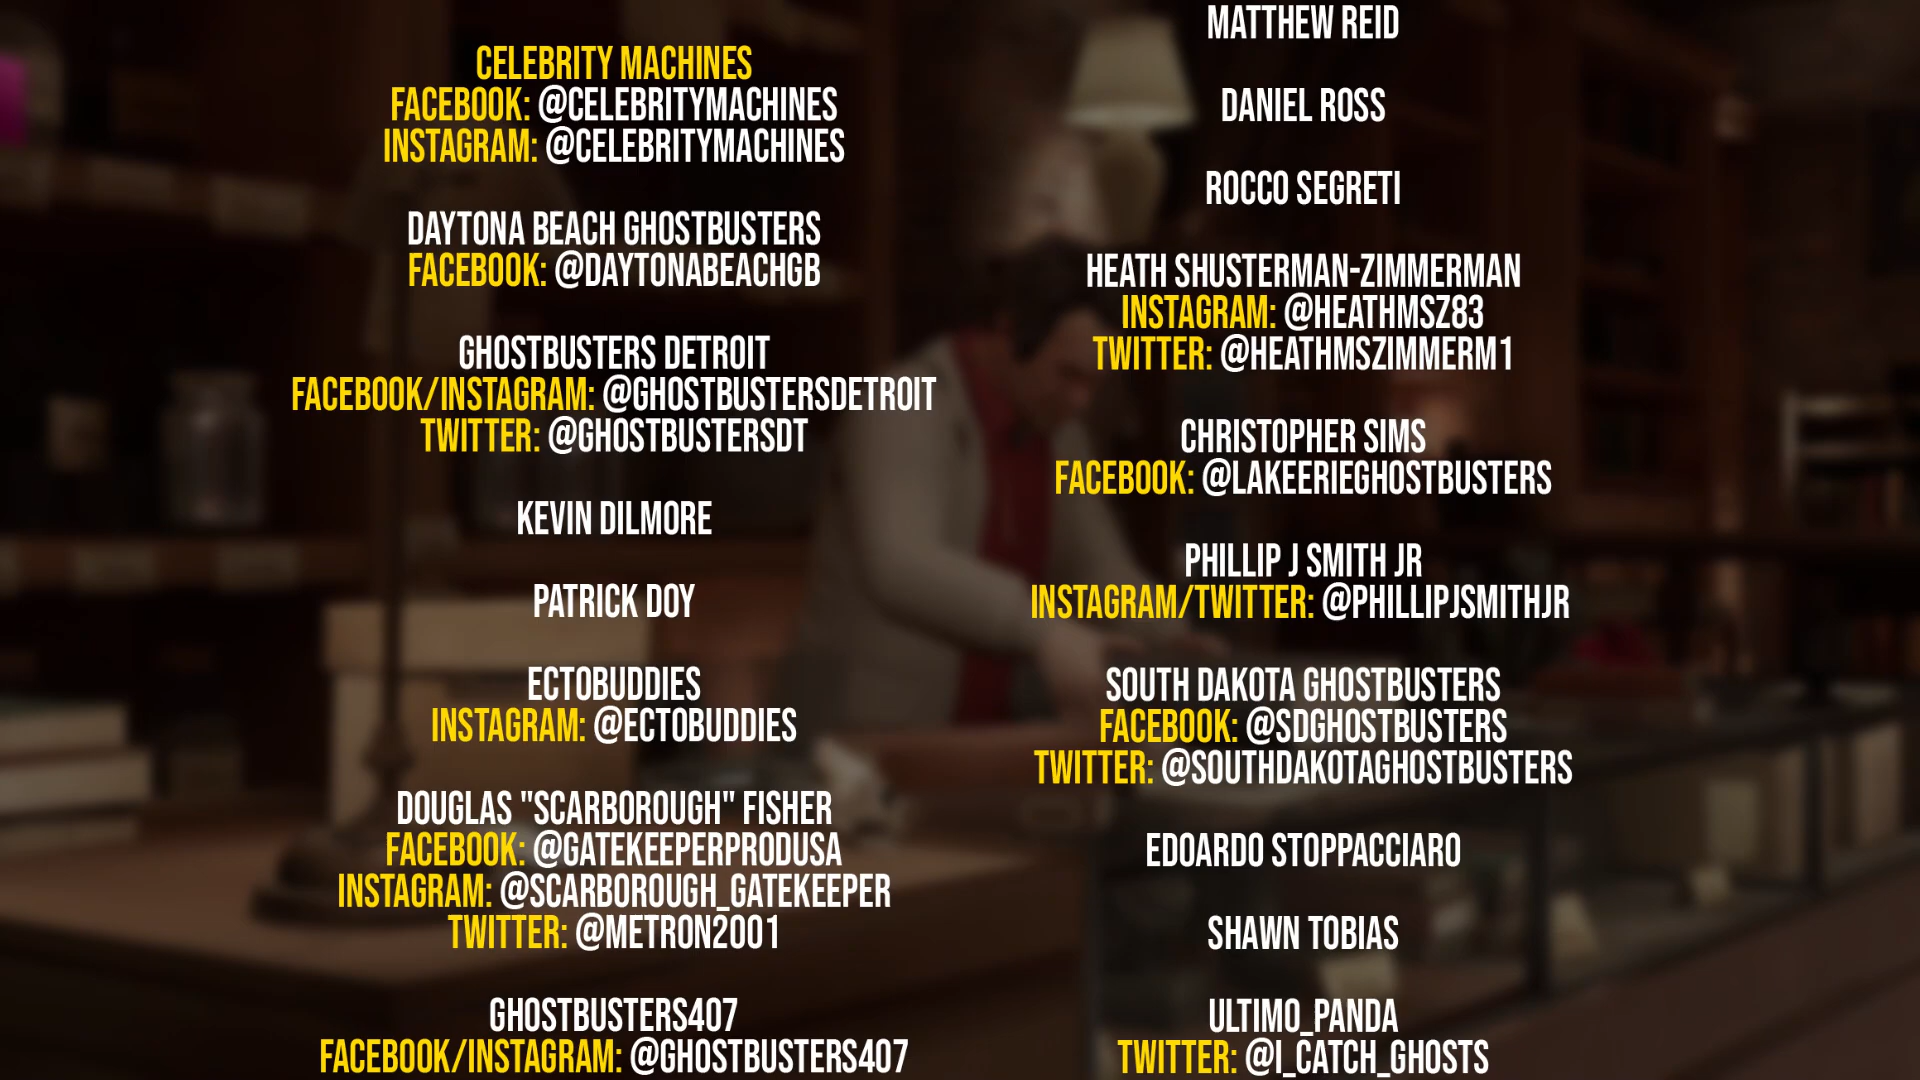 CELEBRITY MACHINES
FACEBOOK: @CELEBRITYMACHINES
INSTAGRAM: @CELEBRITYMACHINES
DAYTONA BEACH GHOSTBUSTERS
FACEBOOK: @DAYTONABEACHGB
GHOSTBUSTERS DETROIT
FACEBOOK/INSTAGRAM: @GHOSTBUSTERSDETROIT
TWITTER: @GHOSTBUSTERSDT
KEVIN DILMORE
PATRICK DOY
ECTOBUDDIES
INSTAGRAM: @ECTOBUDDIES
DOUGLAS "SCARBOROUGH" FISHER
FACEBOOK: @GATEKEEPERPRODUSA
INSTAGRAM: @SCARBOROUGH_GATEKEEPER
TWITTER: @METRON2001
GHOSTBUSTERS407
FACEBOOK/INSTAGRAM: @GHOSTBUSTERS407
MATTHEW REID
DANIEL ROSS
ROCCO SEGRETI
HEATH SHUSTERMAN-ZIMMERMAN
INSTAGRAM: @HEATHMSZ83
TWITTER: @HEATHMSZIMMERM1
CHRISTOPHER SIMS
FACEBOOK: @LAKEERIEGHOSTBUSTERS
PHILLIP J SMITH JR
INSTAGRAM/TWITTER: @PHILLIPJSMITHJR
SOUTH DAKOTA GHOSTBUSTERS
FACEBOOK: @SDGHOSTBUSTERS
TWITTER: @SOUTHDAKOTAGHOSTBUSTERS
EDOARDO STOPPACCIARO
SHAWN TOBIAS
ULTIMO_PANDA
TWITTER: @I_CATCH_GHOSTS